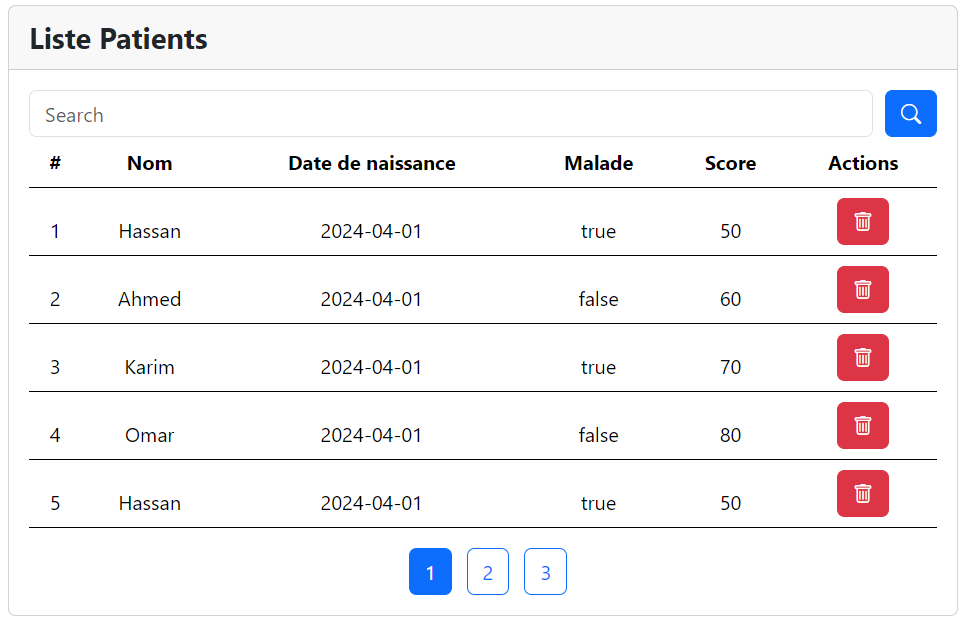 Liste Patients
Search
# Nom Date de naissance Malade Score Actions
1 Hassan 2024-04-01 true 50
2 Ahmed 2024-04-01 false 60
3 Karim 2024-04-01 true 70
4 Omar 2024-04-01 false 80
5 Hassan 2024-04-01 true 50
1 2 3